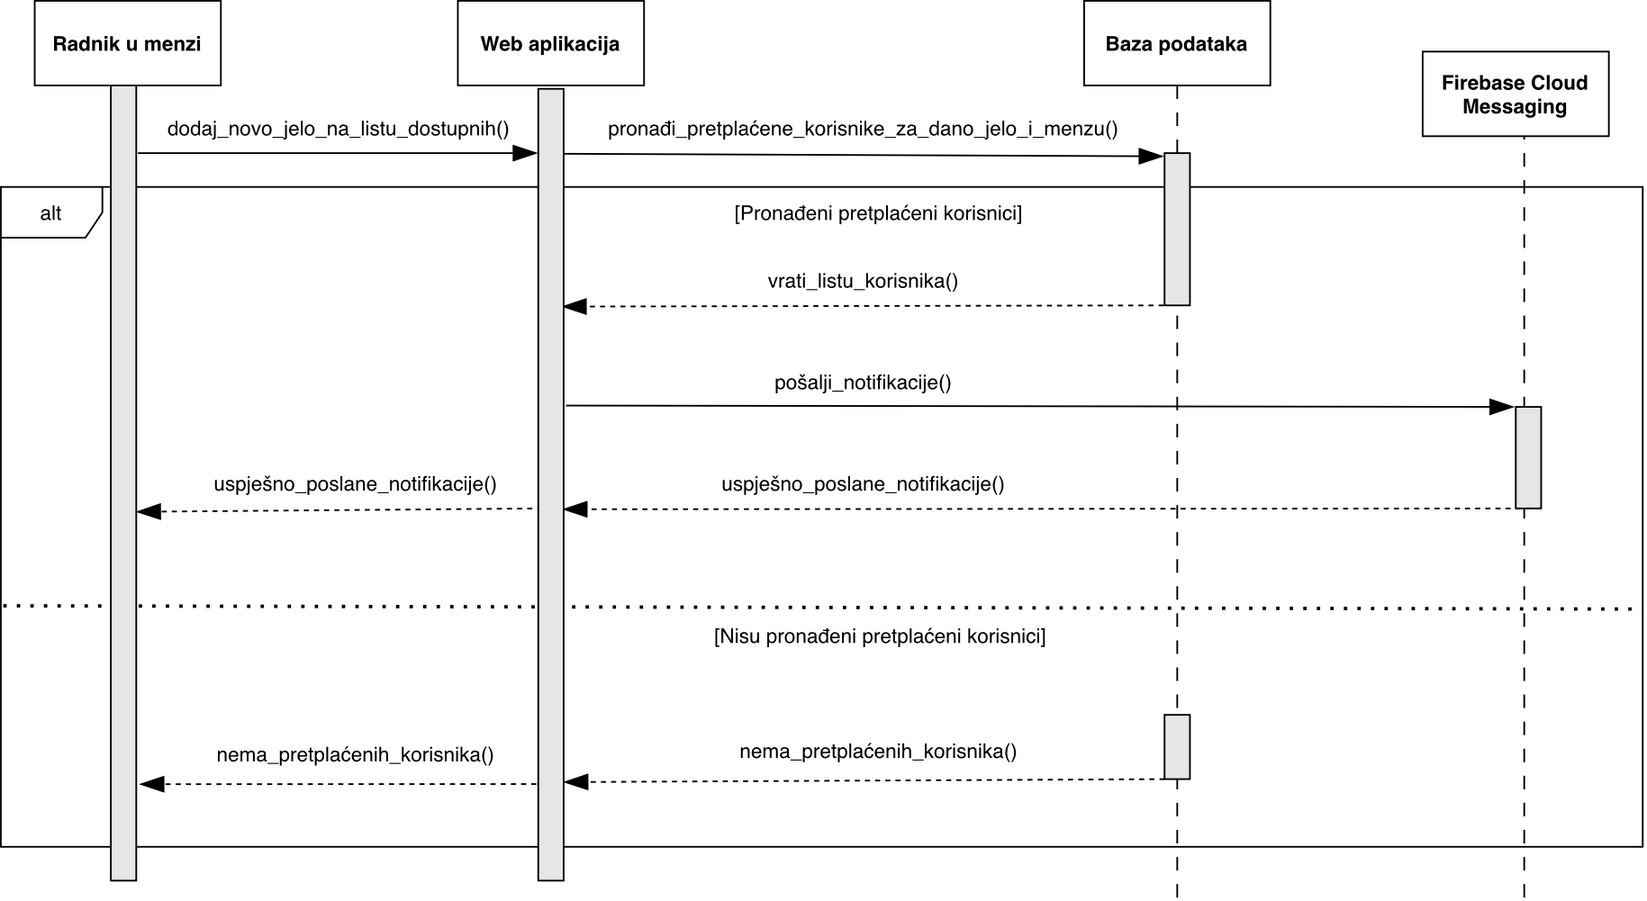 Radnik u menzi
Web aplikacija
Baza podataka
Firebase Cloud
Messaging
dodaj_novo_jelo_na_listu_dostupnih()
pronađi_pretplaćene_korisnike_za_dano_jelo_i_menzu()
alt
[Pronađeni pretplaćeni korisnici]
vrati_listu_korisnika()
pošalji_notifikacije()
uspješno_poslane_notifikacije()
uspješno_poslane_notifikacije()
[Nisu pronađeni pretplaćeni korisnici]
nema_pretplaćenih_korisnika()
nema_pretplaćenih_korisnika()